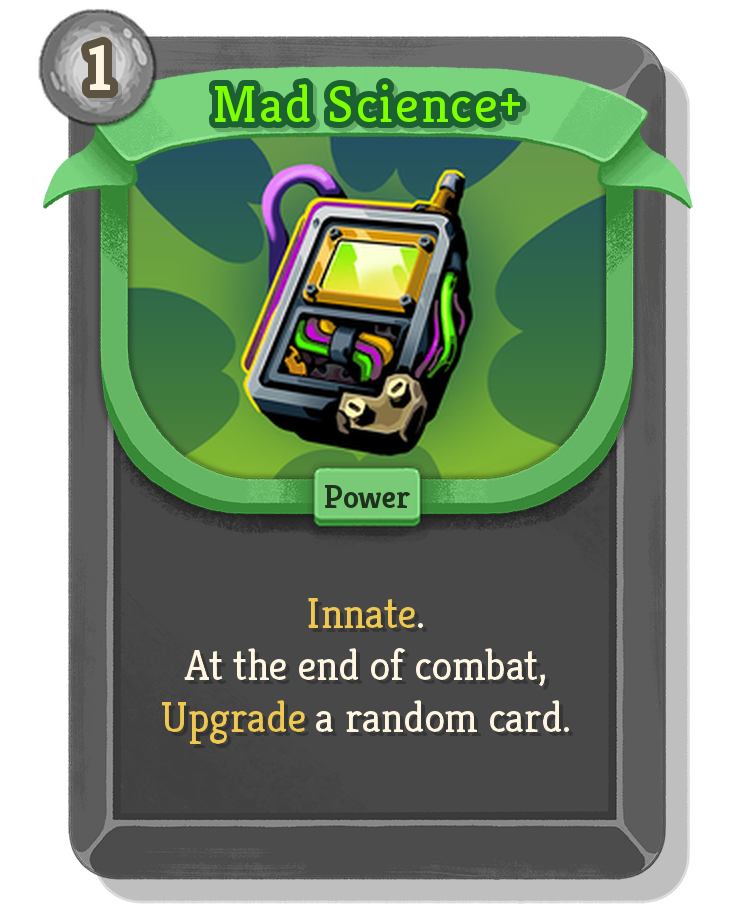 1
Mad Science+
Power
Innate.
At the end of combat,
Upgrade a random card.